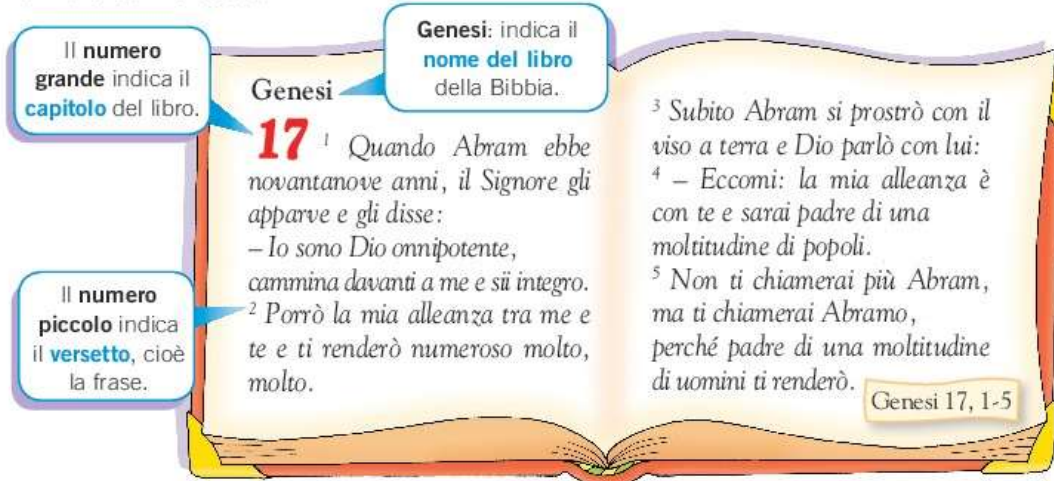 Il numero
grande indica il
capitolo del libro.
Genesi: indica il
nome del libro
della Bibbia.
Il numero
piccolo indica
il versetto, cioè
la frase.
Genesi
17 1 Quando Abram ebbe
novantanove anni, il Signore gli
apparve e gli disse:
– Io sono Dio onnipotente,
cammina davanti a me e sii integro.
2 Porrò la mia alleanza tra me e
te e ti renderò numeroso molto,
molto.
3 Subito Abram si prostrò con il
viso a terra e Dio parlò con lui:
4 – Eccomi: la mia alleanza è
con te e sarai padre di una
moltitudine di popoli.
5 Non ti chiamerai più Abram,
ma ti chiamerai Abramo,
perché padre di una moltitudine
di uomini ti renderò.
Genesi 17, 1-5